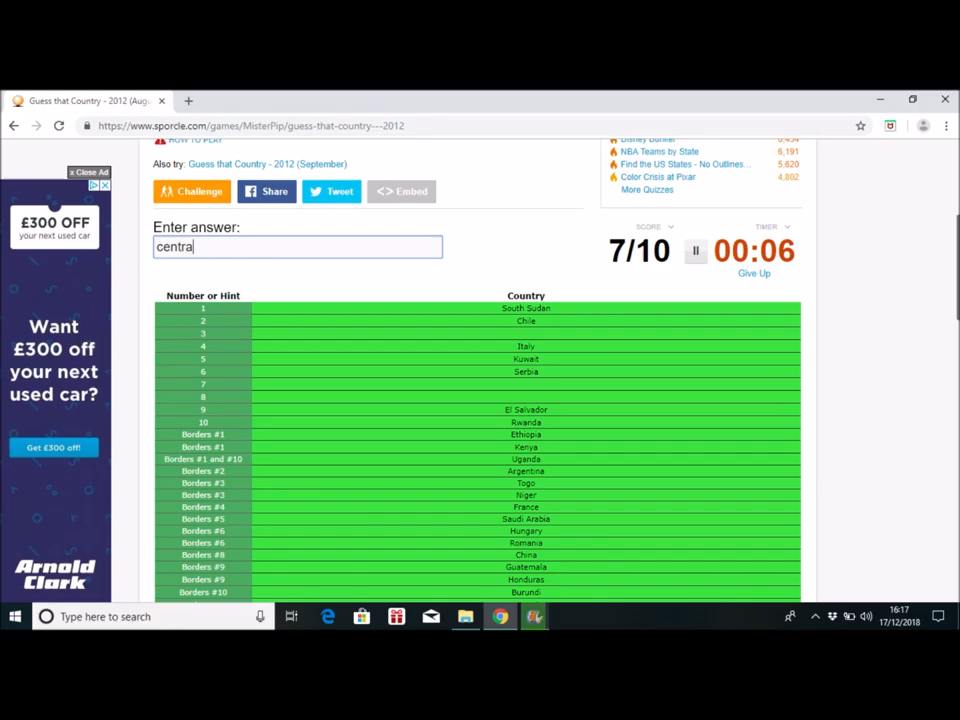 Guess that Country - 2012 (Augu
https://www.sporcle.com/games/MisterPip/guess-that-country---2012
HOW TO PLAY
Also try: Guess that Country - 2012 (September)
Challenge
Share
Tweet
<> Embed
Disney Bunker 6,454
NBA Teams by State 6,191
Find the US States - No Outlines... 5,620
Color Crisis at Pixar 4,802
More Quizzes
x Close Ad
£300 OFF
your next used car
Want
£300 off
your next
used car?
Get £300 off!
Arnold
Clark
Enter answer:
centra
SCORE
7/10
TIMER
00:06
Give Up
Number or Hint Country
1 South Sudan
2 Chile
3
4 Italy
5 Kuwait
6 Serbia
7
8
9 El Salvador
10 Rwanda
Borders #1 Ethiopia
Borders #1 Kenya
Borders #1 and #10 Uganda
Borders #2 Argentina
Borders #3 Togo
Borders #3 Niger
Borders #4 France
Borders #5 Saudi Arabia
Borders #6 Hungary
Borders #6 Romania
Borders #8 China
Borders #9 Guatemala
Borders #9 Honduras
Borders #10 Burundi
Type here to search
16:17
17/12/2018